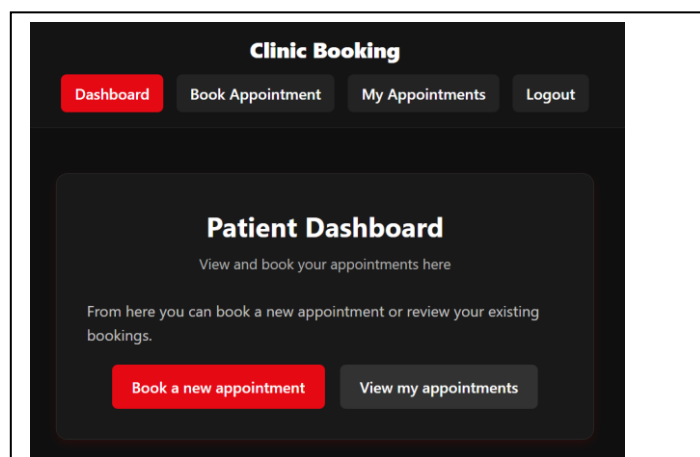 Clinic Booking
Dashboard Book Appointment My Appointments Logout
Patient Dashboard
View and book your appointments here
From here you can book a new appointment or review your existing
bookings.
Book a new appointment View my appointments